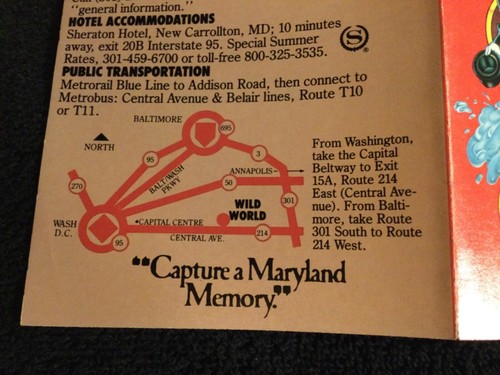 "general information."
HOTEL ACCOMMODATIONS
Sheraton Hotel, New Carrollton, MD; 10 minutes
away, exit 20B Interstate 95. Special Summer
Rates, 301-459-6700 or toll-free 800-325-3535.
S
PUBLIC TRANSPORTATION
Metrorail Blue Line to Addison Road, then connect to
Metrobus: Central Avenue & Belair lines, Route T10
or T11.
BALTIMORE
695
NORTH
95
3
BALT/WASH
PKWY
ANNAPOLIS
270
50
301
WILD
WORLD
WASH
D.C.
CAPITAL CENTRE
95
CENTRAL AVE.
214
From Washington,
take the Capital
Beltway to Exit
15A, Route 214
East (Central Ave-
nue). From Balti-
more, take Route
301 South to Route
214 West.
"Capture a Maryland
Memory."